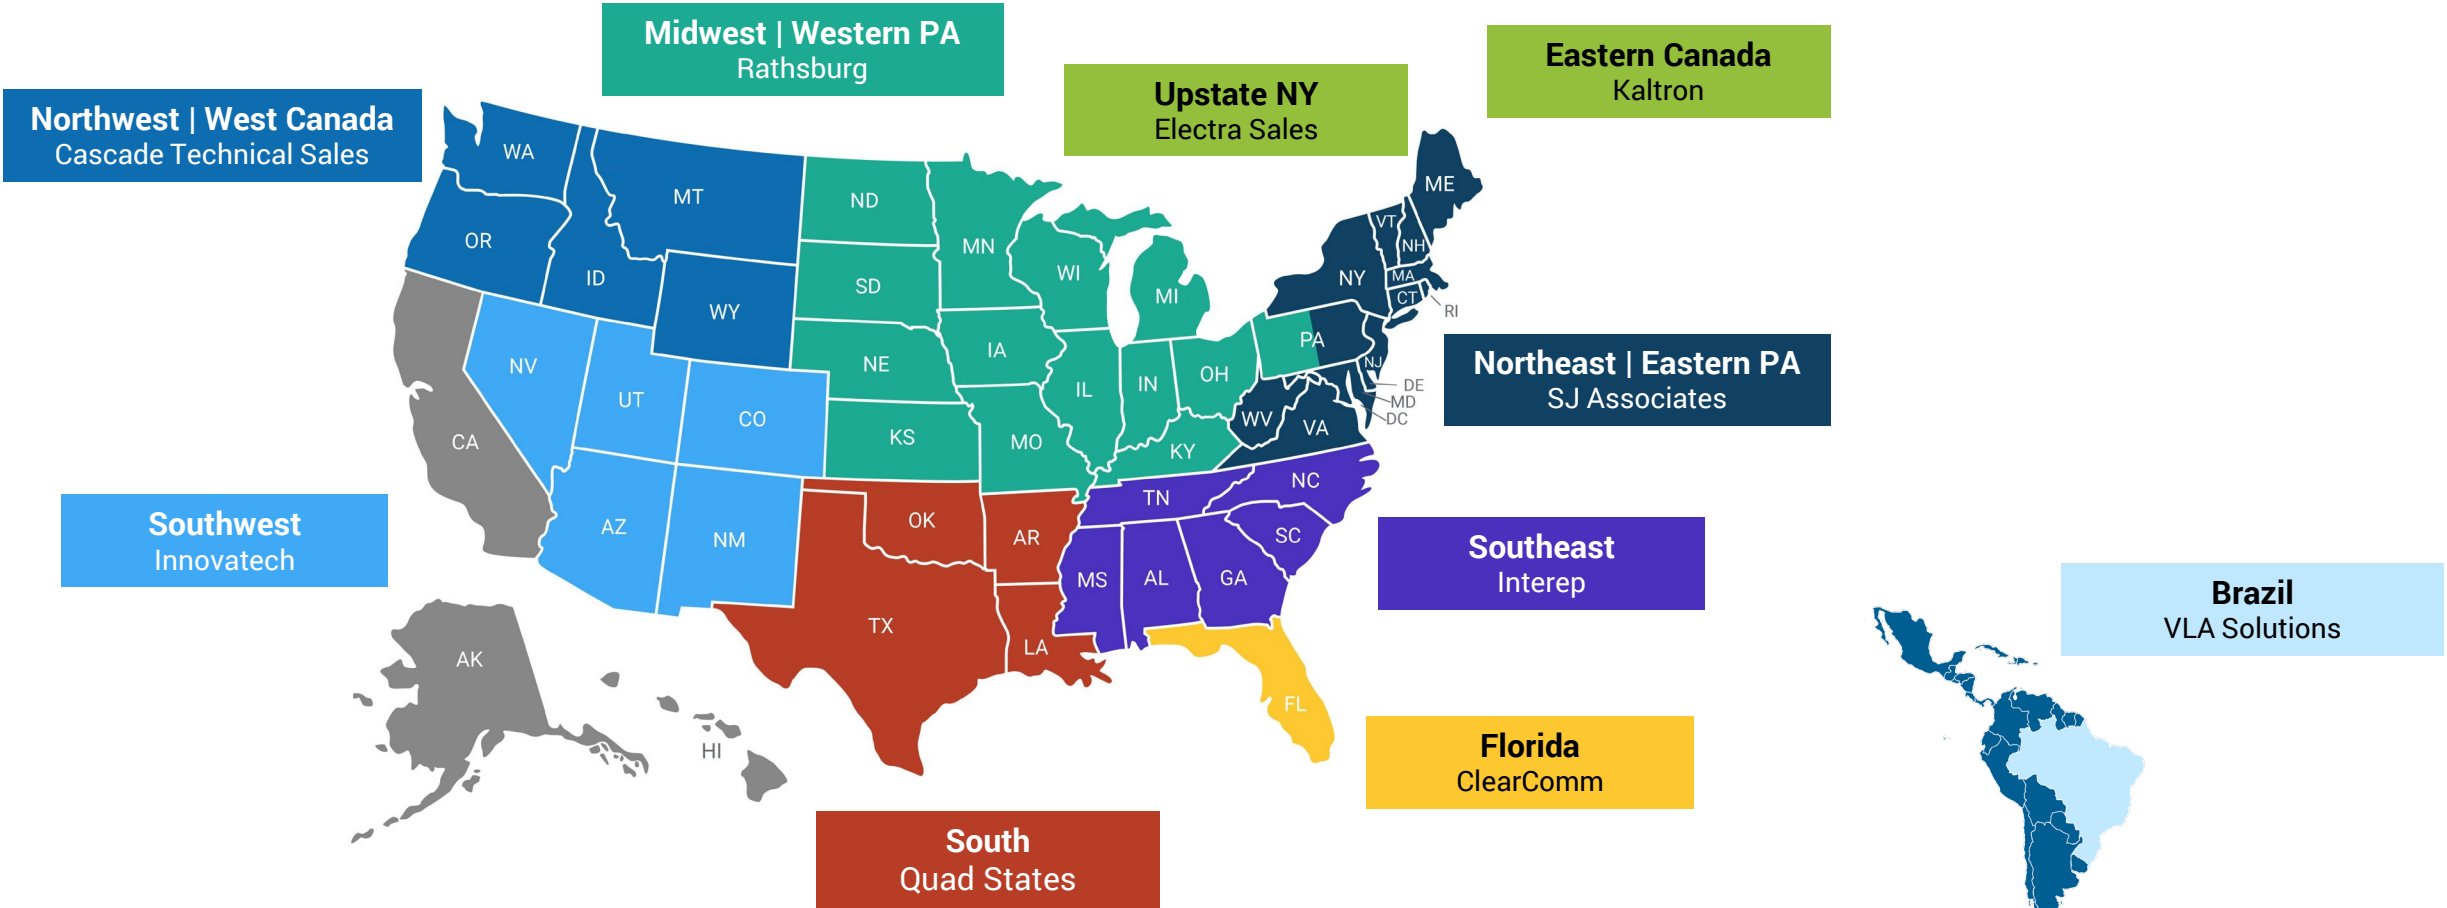 Midwest | Western PA
Rathsburg
Eastern Canada
Kaltron
Upstate NY
Electra Sales
Northwest | West Canada
Cascade Technical Sales
WA
MT
ND
MN
ME
VT
NH
OR
ID
WY
SD
WI
MI
NY
MA
CT
RI
NV
UT
CO
NE
IA
IL
IN
OH
PA
NJ
DE
MD
DC
Northeast | Eastern PA
SJ Associates
CA
KS
MO
KY
WV
VA
Southwest
Innovatech
AZ
NM
OK
AR
TN
NC
SC
MS
AL
GA
Southeast
Interep
TX
LA
FL
AK
HI
Brazil
VLA Solutions
Florida
ClearComm
South
Quad States